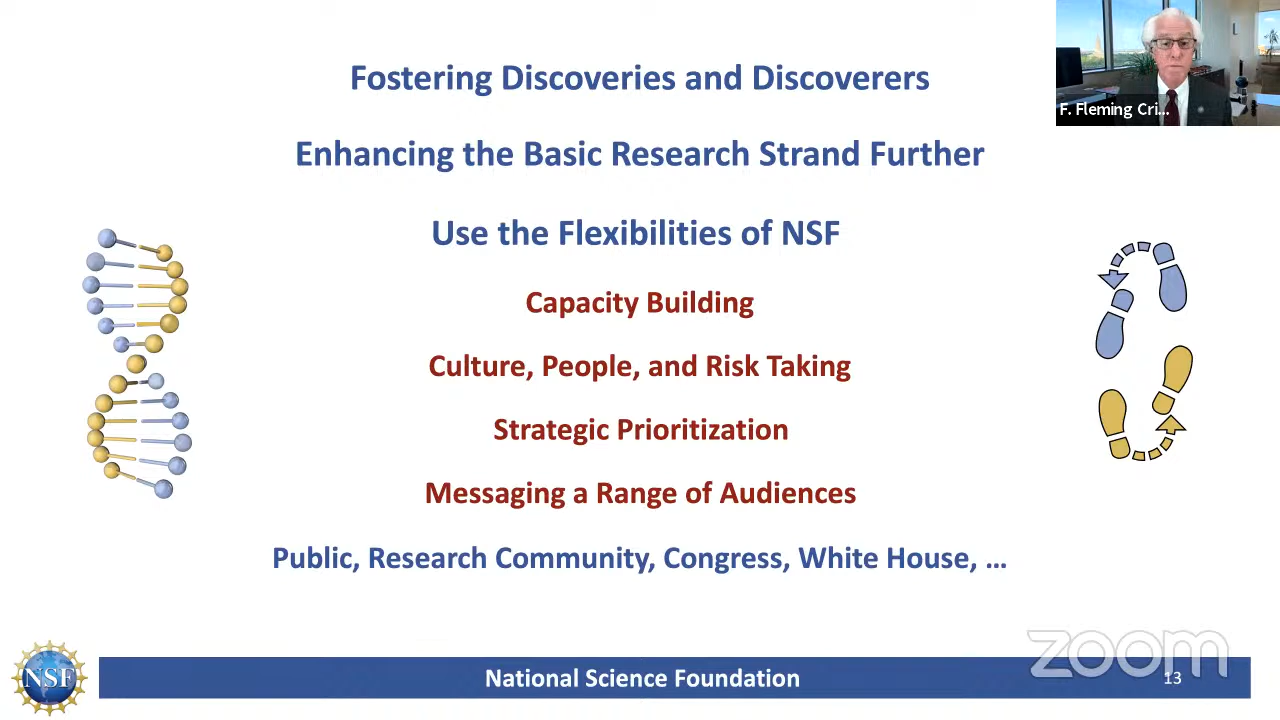 Fostering Discoveries and Discoverers
F. Fleming Cri...
Enhancing the Basic Research Strand Further
Use the Flexibilities of NSF
Capacity Building
Culture, People, and Risk Taking
Strategic Prioritization
Messaging a Range of Audiences
Public, Research Community, Congress, White House, …
zoom
NSF
National Science Foundation
13